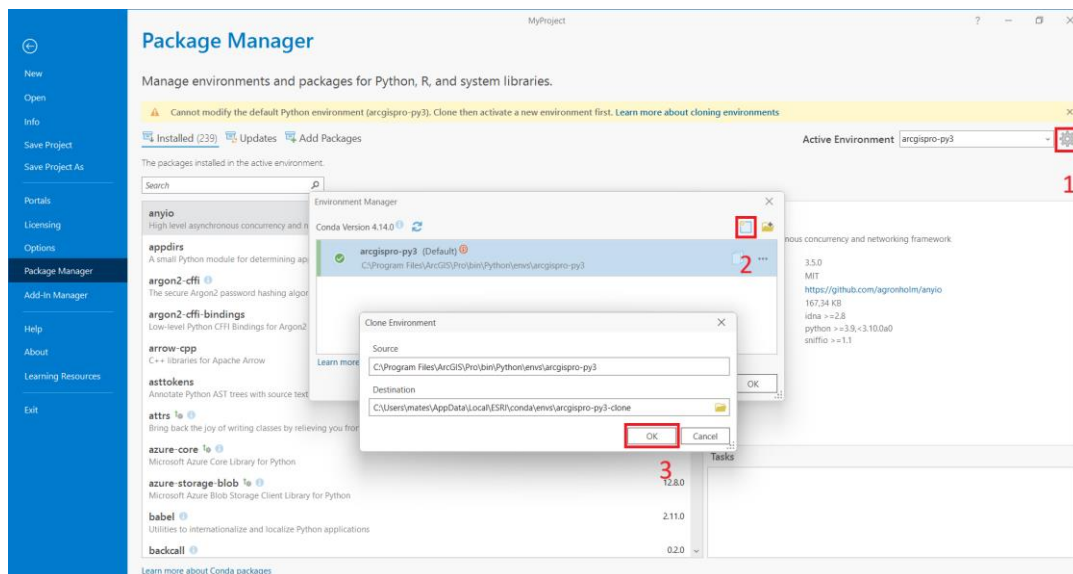 MyProject
?
Package Manager
New
Open
Info
Save Project
Save Project As
Portals
Licensing
Options
Package Manager
Add-In Manager
Help
About
Learning Resources
Exit
Manage environments and packages for Python, R, and system libraries.
Cannot modify the default Python environment (arcgispro-py3). Clone then activate a new environment first. Learn more about cloning environments
Installed (239) Updates Add Packages
Active Environment arcgispro-py3
1
The packages installed in the active environment.
Search
anyio
High level asynchronous concurrency and n
appdirs
A small Python module for determining ap
argon2-cffi
The secure Argon2 password hashing algor
argon2-cffi-bindings
Low-level Python CFFI Bindings for Argon2
arrow-cpp
C++ libraries for Apache Arrow
asttokens
Annotate Python AST trees with source text
attrs
Bring back the joy of writing classes by relieving you from
azure-core
Microsoft Azure Core Library for Python
azure-storage-blob
12.8.0
Microsoft Azure Blob Storage Client Library for Python
babel
2.11.0
Utilities to internationalize and localize Python applications
backcall
0.2.0
Learn more about Conda packages
Environment Manager
Conda Version 4.14.0
arcgispro-py3 (Default)
C:\Program Files\ArcGIS\Pro\bin\Python\envs\arcgispro-py3
2
Learn more
OK
Clone Environment
Source
C:\Program Files\ArcGIS\Pro\bin\Python\envs\arcgispro-py3
Destination
C:\Users\mates\AppData\Local\ESRI\conda\envs\arcgispro-py3-clone
OK Cancel
3
nous concurrency and networking framework
3.5.0
MIT
https://github.com/agronholm/anyio
167,34 KB
idna >=2.8
python >=3.9,<3.10.0a0
sniffio >=1.1
Tasks